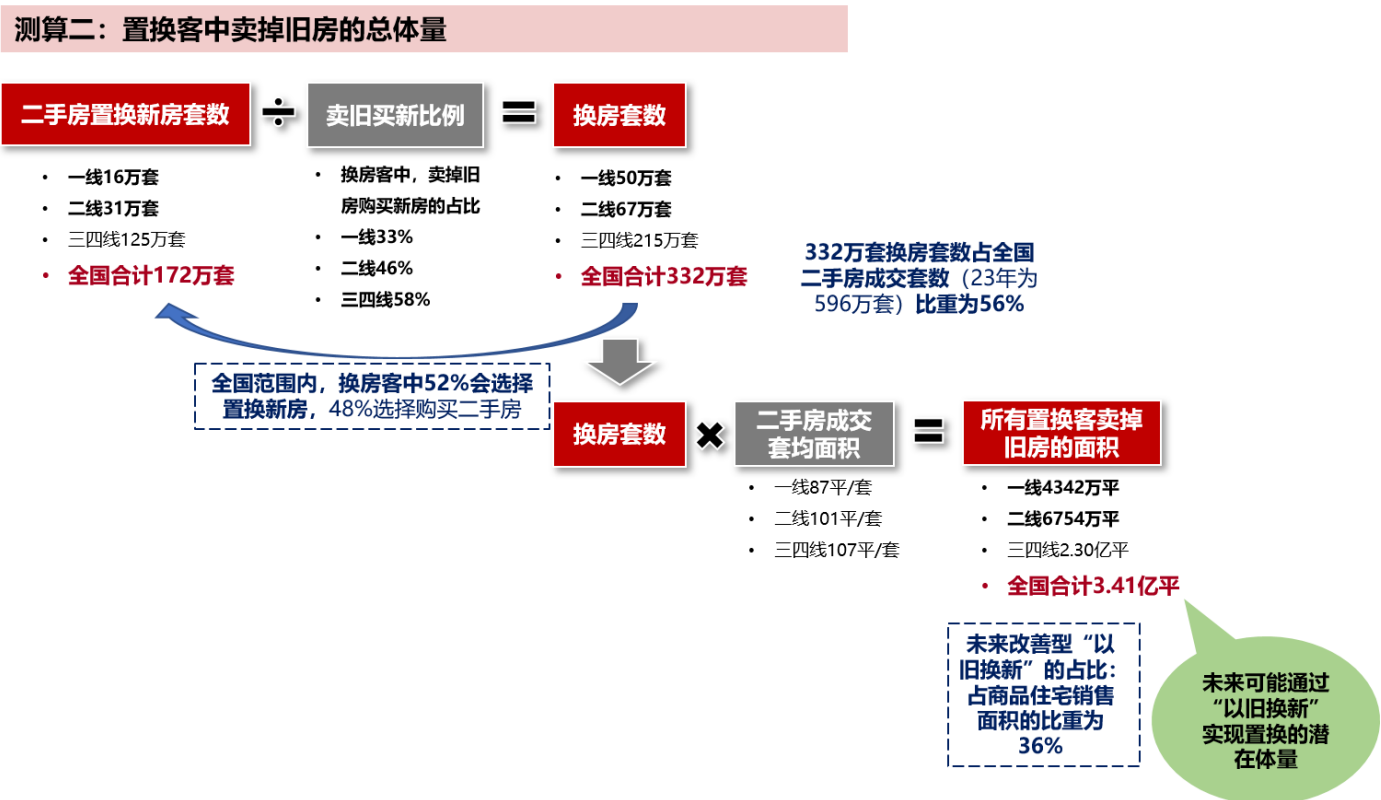 测算二：置换客中卖掉旧房的总体量
二手房置换新房套数
÷
卖旧买新比例
=
换房套数
• 一线16万套
• 二线31万套
• 三四线125万套
• 全国合计172万套
• 换房客中，卖掉旧
房购买新房的占比
• 一线33%
• 二线46%
• 三四线58%
• 一线50万套
• 二线67万套
• 三四线215万套
• 全国合计332万套
332万套换房套数占全国
二手房成交套数（23年为
596万套）比重为56%
全国范围内，换房客中52%会选择
置换新房，48%选择购买二手房
换房套数
×
二手房成交
套均面积
=
所有置换客卖掉
旧房的面积
• 一线87平/套
• 二线101平/套
• 三四线107平/套
• 一线4342万平
• 二线6754万平
• 三四线2.30亿平
• 全国合计3.41亿平
未来改善型“以
旧换新”的占比：
占商品住宅销售
面积的比重为
36%
未来可能通过
“以旧换新”
实现置换的潜
在体量